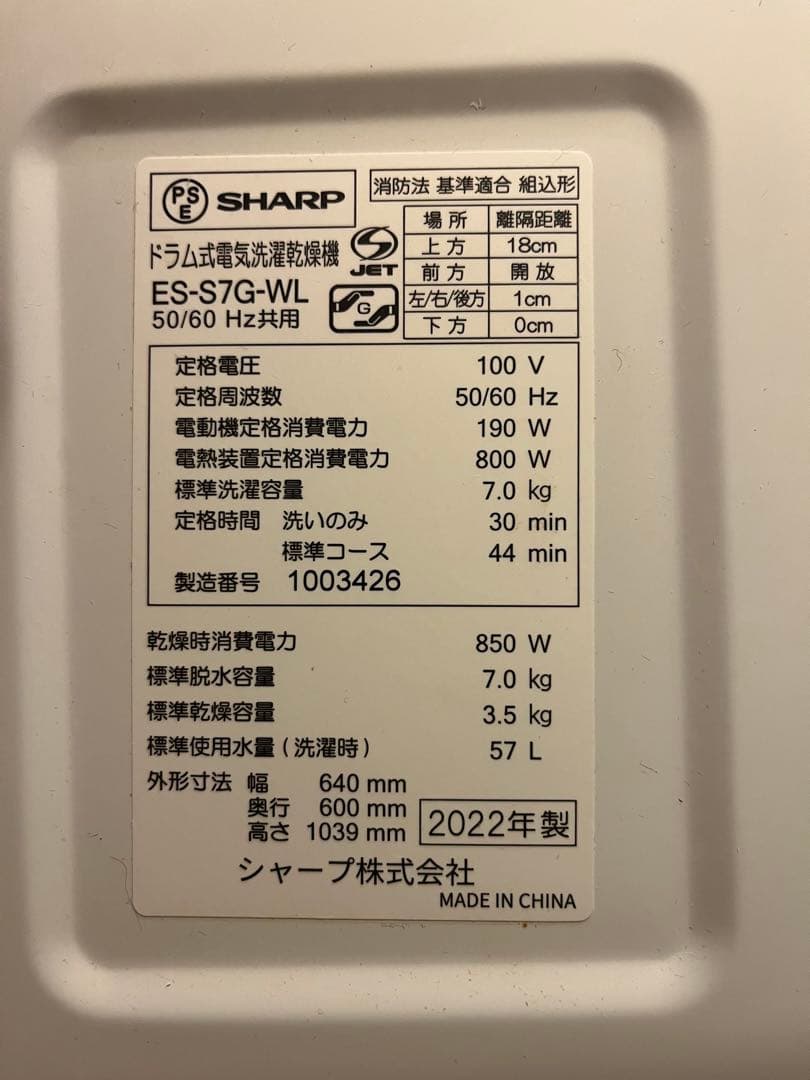 PSE SHARP
消防法 基準適合 組込形
場所 離隔距離
上方 18cm
前方 開放
左/右/後方 1cm
下方 0cm
ドラム式電気洗濯乾燥機
S JET
ES-S7G-WL
G
50/60 Hz共用
定格電圧 100 V
定格周波数 50/60 Hz
電動機定格消費電力 190 W
電熱装置定格消費電力 800 W
標準洗濯容量 7.0 kg
定格時間 洗いのみ 30 min
標準コース 44 min
製造番号 1003426
乾燥時消費電力 850 W
標準脱水容量 7.0 kg
標準乾燥容量 3.5 kg
標準使用水量(洗濯時) 57 L
外形寸法 幅 640 mm
奥行 600 mm
高さ 1039 mm
2022年製
シャープ株式会社
MADE IN CHINA